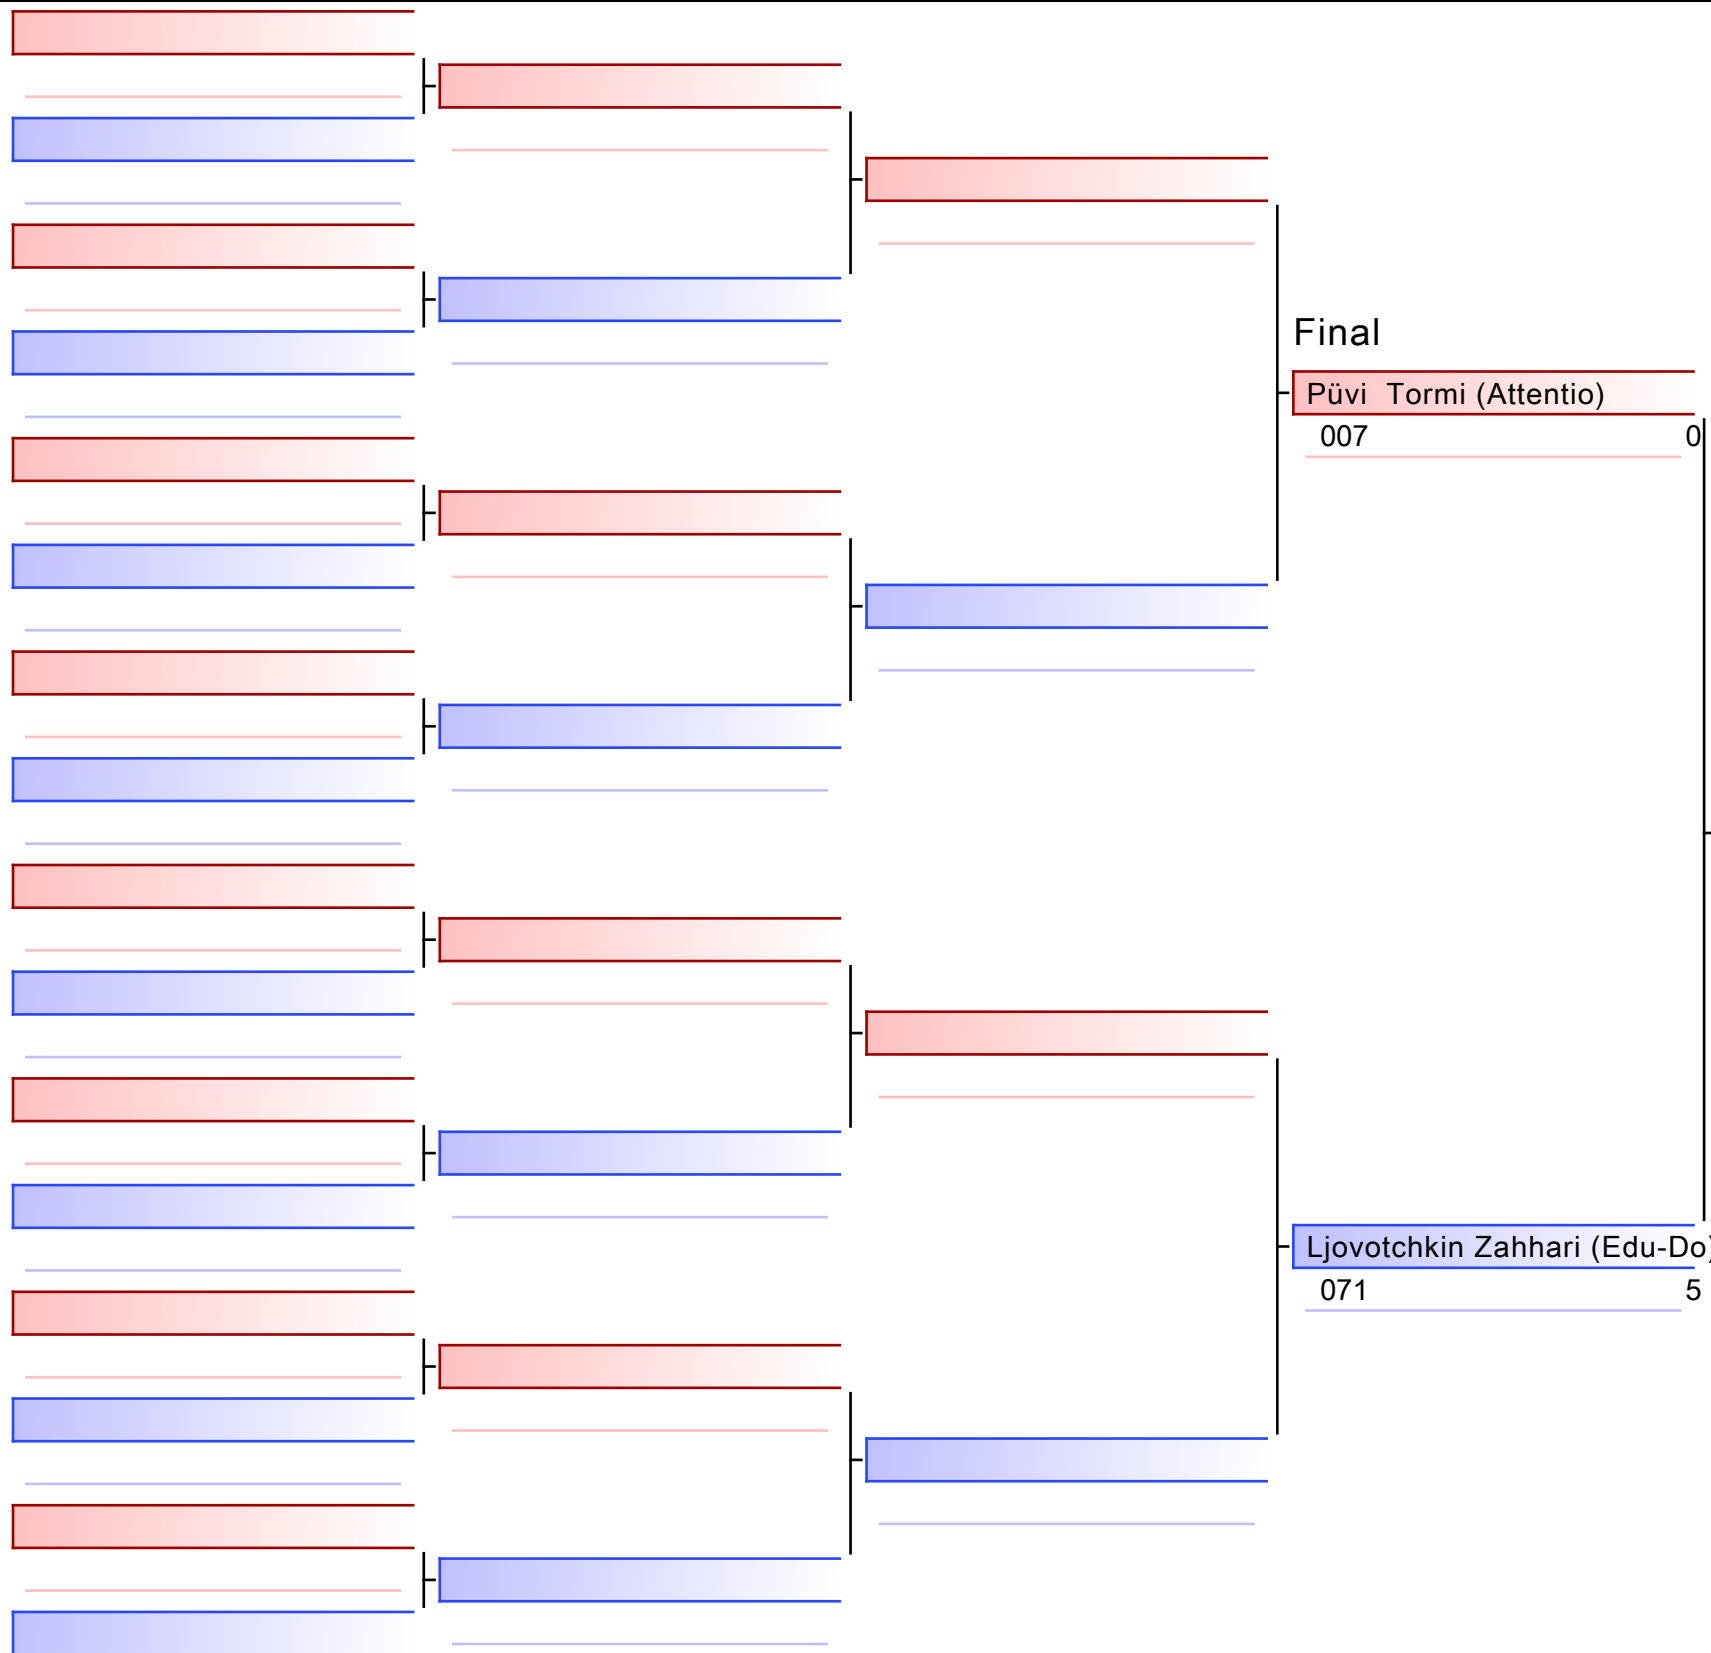 Final
Püvi  Tormi (Attentio)
007 0
Ljovotchkin Zahhari (Edu-Do)
071 5